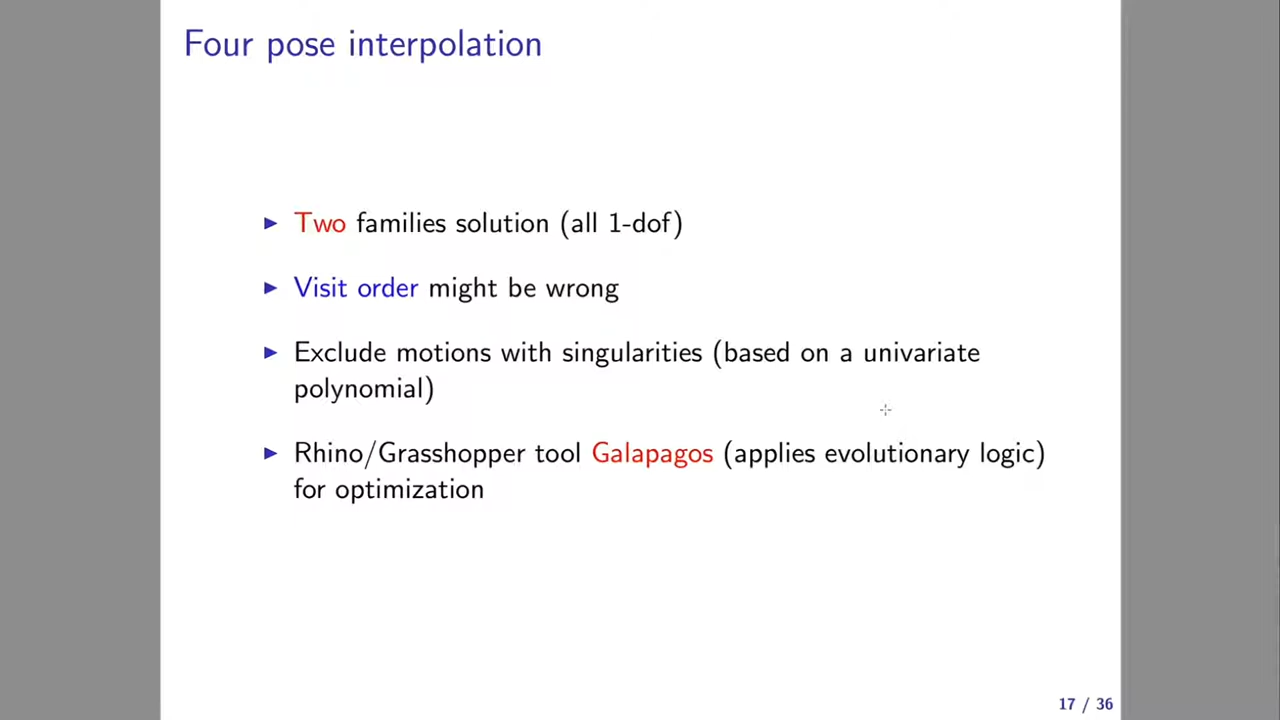 Four pose interpolation
▶ Two families solution (all 1-dof)
▶ Visit order might be wrong
▶ Exclude motions with singularities (based on a univariate
polynomial)
▶ Rhino/Grasshopper tool Galapagos (applies evolutionary logic)
for optimization
17 / 36